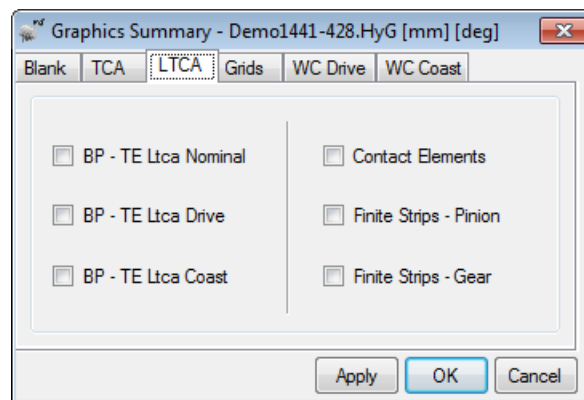 Graphics Summary - Demo1441-428.HyG [mm] [deg]
Blank TCA LTCA Grids WC Drive WC Coast
BP - TE Ltca Nominal
BP - TE Ltca Drive
BP - TE Ltca Coast
Contact Elements
Finite Strips - Pinion
Finite Strips - Gear
Apply OK Cancel